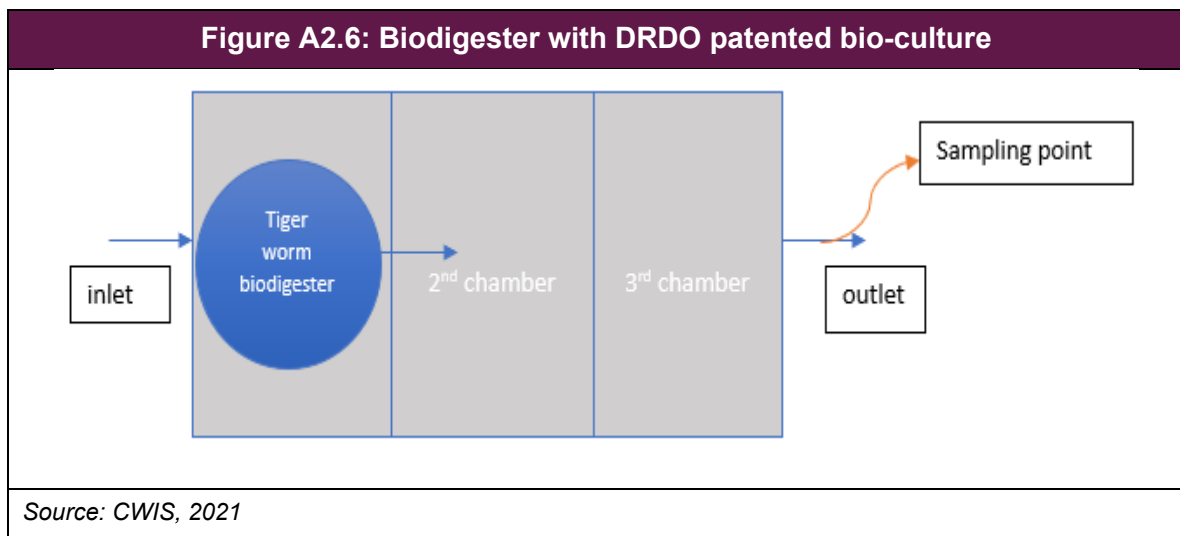 Figure A2.6: Biodigester with DRDO patented bio-culture
Sampling point
Tiger
worm
biodigester
inlet
2nd chamber
3rd chamber
outlet
Source: CWIS, 2021